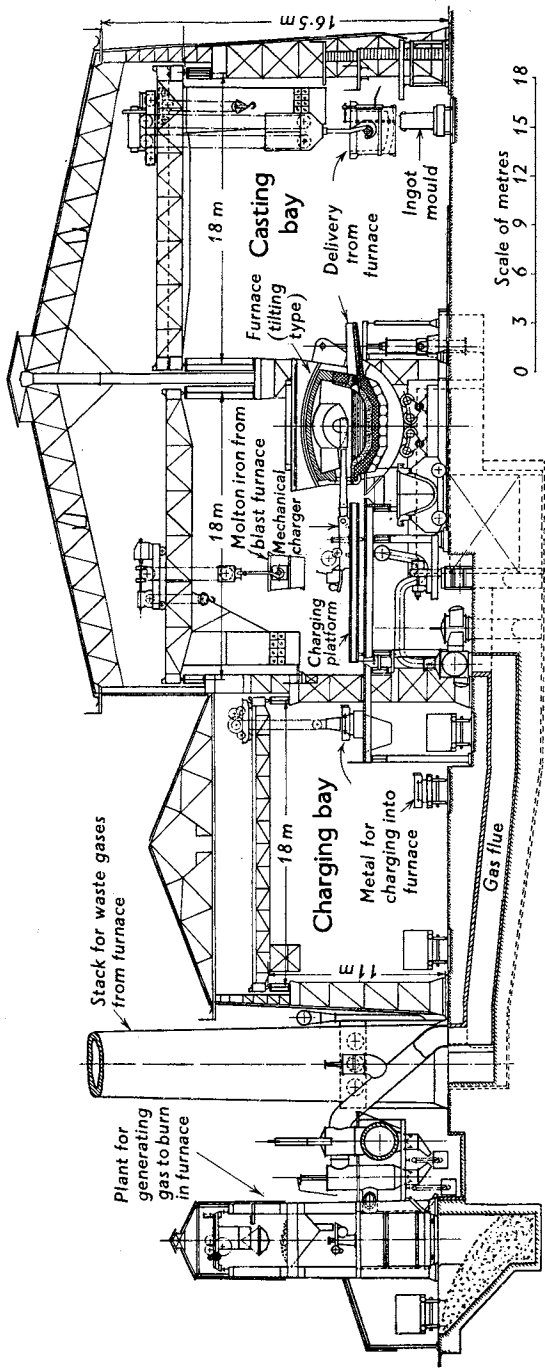 Plant for
generating
gas to burn
in furnace
Stack for waste gases
from furnace
11 m
18 m
Charging bay
Metal for
charging into
furnace
Gas flue
18 m
Molton iron from
blast furnace
Mechanical
charger
Charging
platform
Furnace
(tilting
type)
18 m
Casting
bay
Delivery
trom
furnace
Ingot
mould
16·5 m
Scale of metres
0 3 6 9 12 15 18